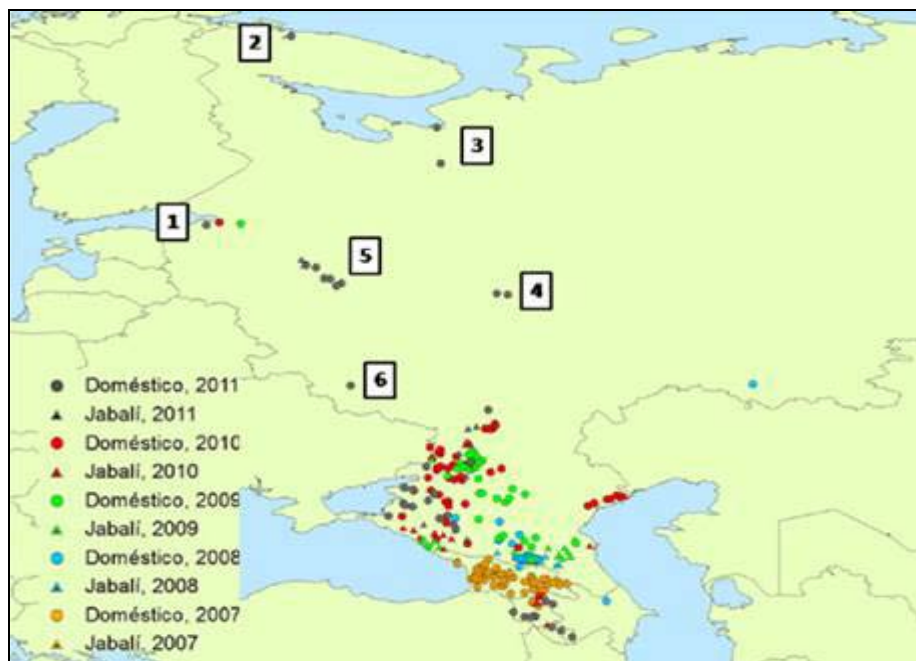 2
3
1
5
4
6
Doméstico, 2011
Jabalí, 2011
Doméstico, 2010
Jabalí, 2010
Doméstico, 2009
Jabalí, 2009
Doméstico, 2008
Jabalí, 2008
Doméstico, 2007
Jabalí, 2007